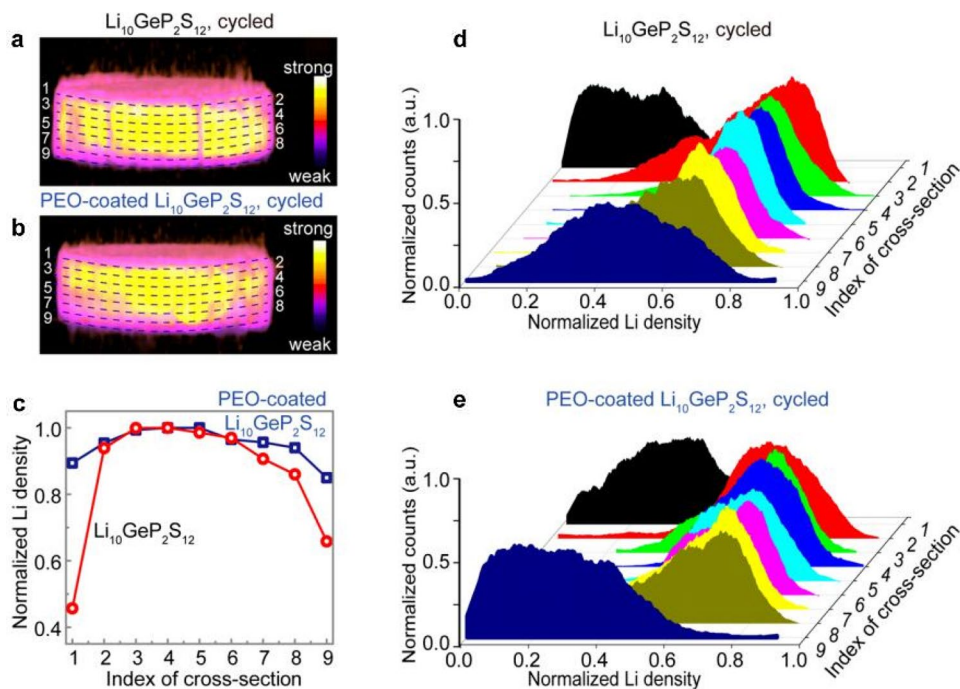 a
Li₁₀GeP₂S₁₂, cycled
strong
1
3
5
7
9
2
4
6
8
weak
PEO-coated Li₁₀GeP₂S₁₂, cycled
b
strong
1
3
5
7
9
2
4
6
8
weak
c
PEO-coated
Li₁₀GeP₂S₁₂
Li₁₀GeP₂S₁₂
Normalized Li density
1.0
0.8
0.6
0.4
1 2 3 4 5 6 7 8 9
Index of cross-section
d
Li₁₀GeP₂S₁₂, cycled
Normalized counts (a.u.)
1.0
0.5
0.0
0.0 0.2 0.4 0.6 0.8 1.0
Normalized Li density
1
2
3
4
5
6
7
8
9
Index of cross-section
e
PEO-coated Li₁₀GeP₂S₁₂, cycled
Normalized counts (a.u.)
1.0
0.5
0.0
0.0 0.2 0.4 0.6 0.8 1.0
Normalized Li density
1
2
3
4
5
6
7
8
9
Index of cross-section